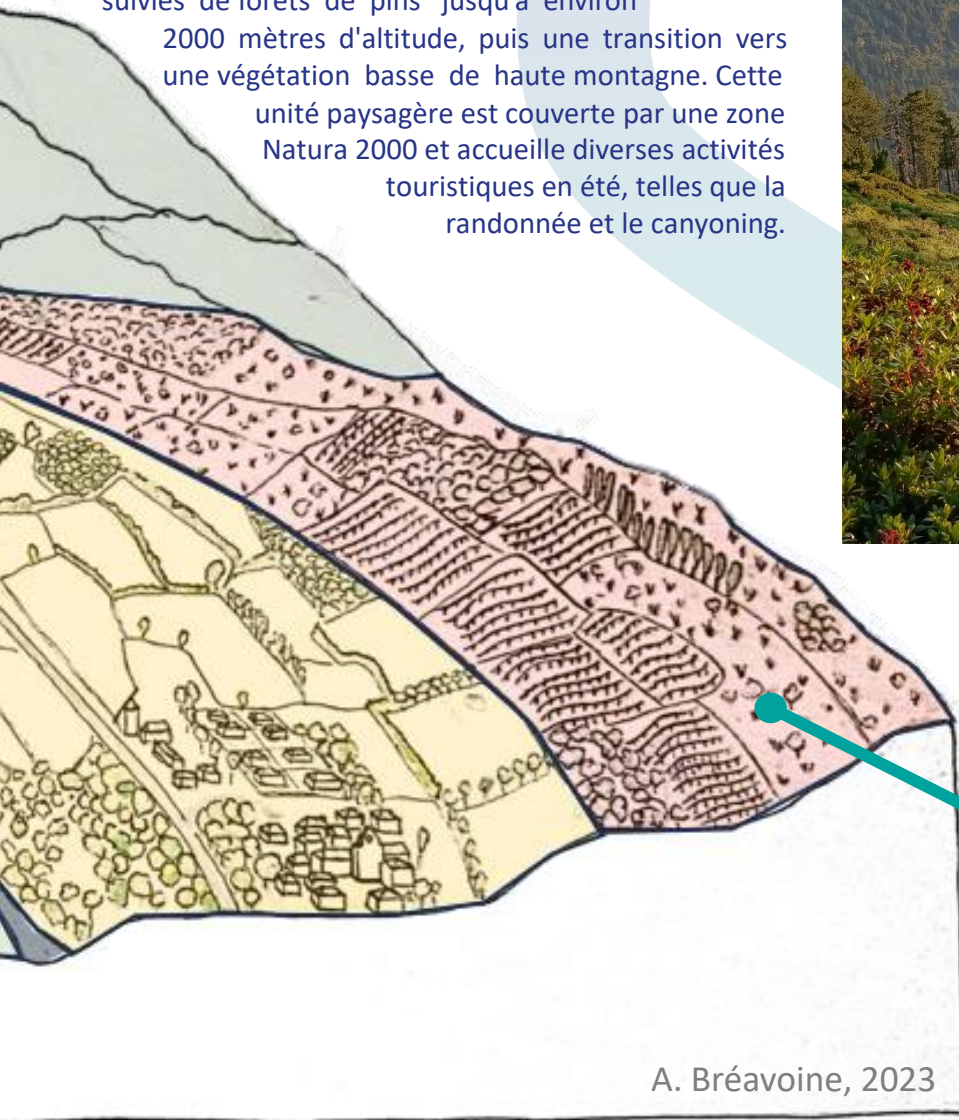 suivies de forêts de pins jusqu'à environ
2000 mètres d'altitude, puis une transition vers
une végétation basse de haute montagne. Cette
unité paysagère est couverte par une zone
Natura 2000 et accueille diverses activités
touristiques en été, telles que la
randonnée et le canyoning.
A. Bréavoine, 2023